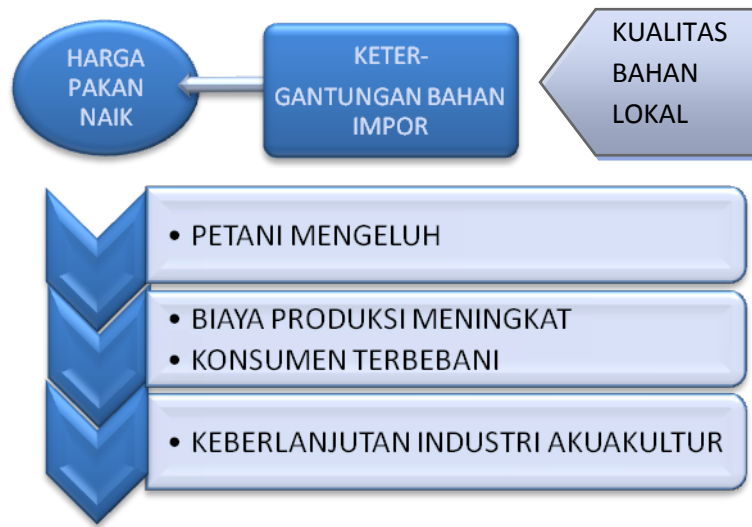 HARGA
PAKAN
NAIK
KETER-
GANTUNGAN BAHAN
IMPOR
KUALITAS
BAHAN
LOKAL
• PETANI MENGELUH
• BIAYA PRODUKSI MENINGKAT
• KONSUMEN TERBEBANI
• KEBERLANJUTAN INDUSTRI AKUAKULTUR